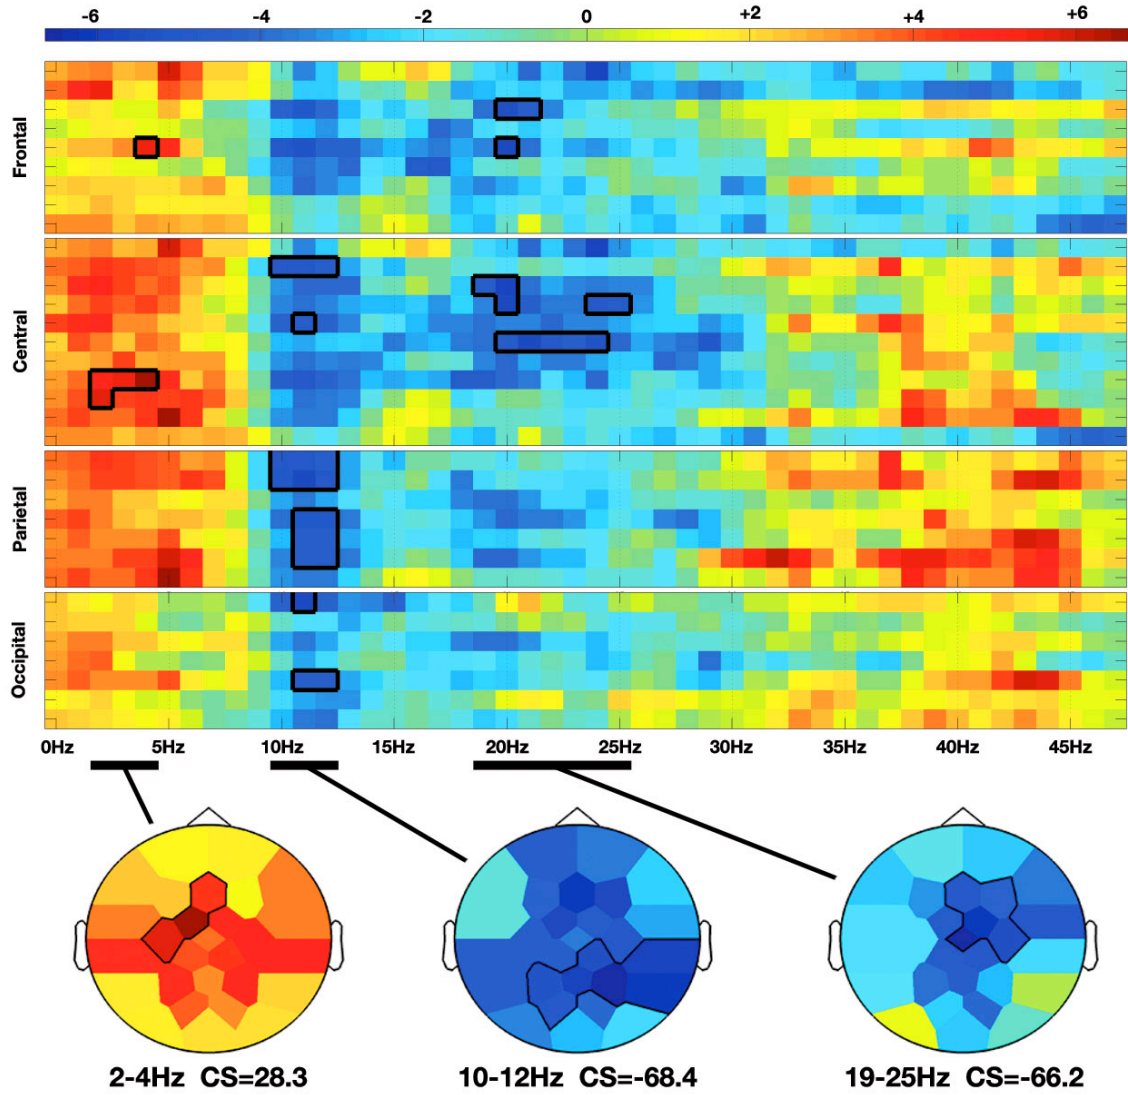 -6 -4 -2 0 +2 +4 +6
Frontal
Central
Parietal
Occipital
0Hz 5Hz 10Hz 15Hz 20Hz 25Hz 30Hz 35Hz 40Hz 45Hz
2-4Hz CS=28.3 10-12Hz CS=-68.4 19-25Hz CS=-66.2